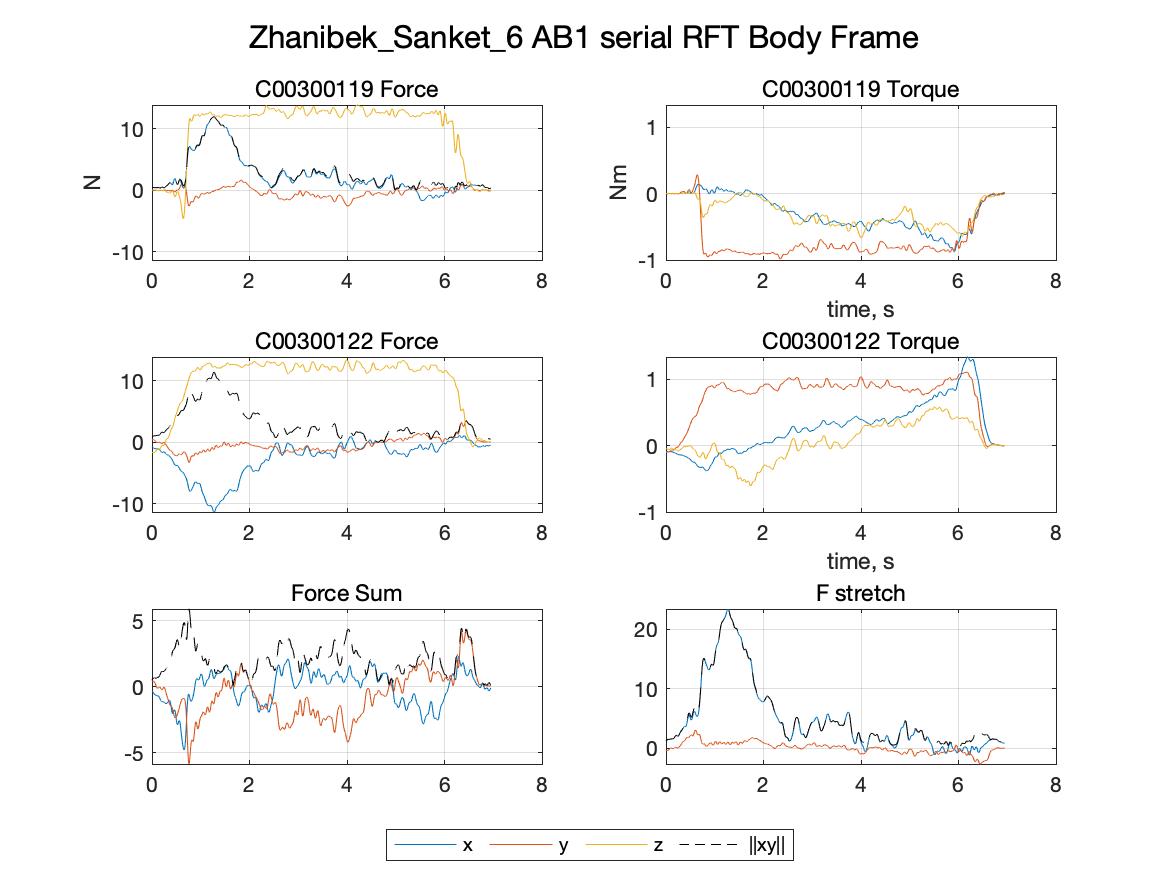 Zhanibek_Sanket_6 AB1 serial RFT Body Frame
C00300119 Force
N
10
0
-10
0 2 4 6 8
C00300119 Torque
Nm
1
0
-1
0 2 4 6 8
time, s
C00300122 Force
10
0
-10
0 2 4 6 8
C00300122 Torque
1
0
-1
0 2 4 6 8
time, s
Force Sum
5
0
-5
0 2 4 6 8
F stretch
20
10
0
0 2 4 6 8
x y z ||xy||